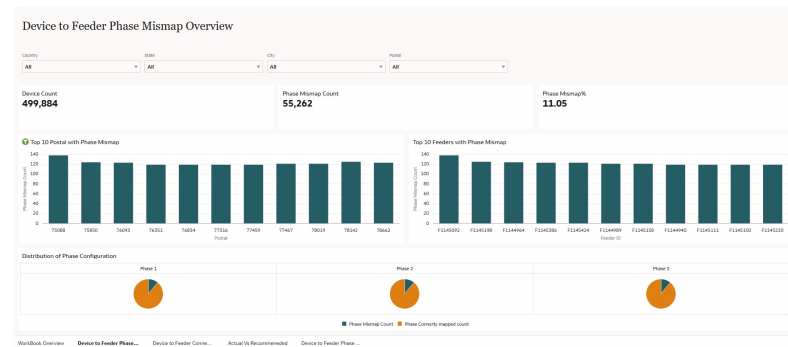 Device to Feeder Phase Mismap Overview
Country State City Postal
All All All All
Device Count Phase Mismap Count Phase Mismap%
499,884 55,262 11.05
Top 10 Postal with Phase Mismap
140
120
100
80
60
40
20
0
Phase Mismap Count
75088 75850 76093 76351 76834 77316 77459 77467 78019 78142 78662
Postal
Top 10 Feeders with Phase Mismap
140
120
100
80
60
40
20
0
Phase Mismap Count
F1145092 F1145198 F1144964 F1145386 F1145424 F1144989 F1145158 F1144940 F1145111 F1145150 F1145220
Feeder ID
Distribution of Phase Configuration
Phase 1 Phase 2 Phase 3
Phase Mismap Count Phase Correctly mapped count
WorkBook Overview Device to Feeder Phase... Device to Feeder Conne... Actual Vs Recommeneded Device to Feeder Phase ...